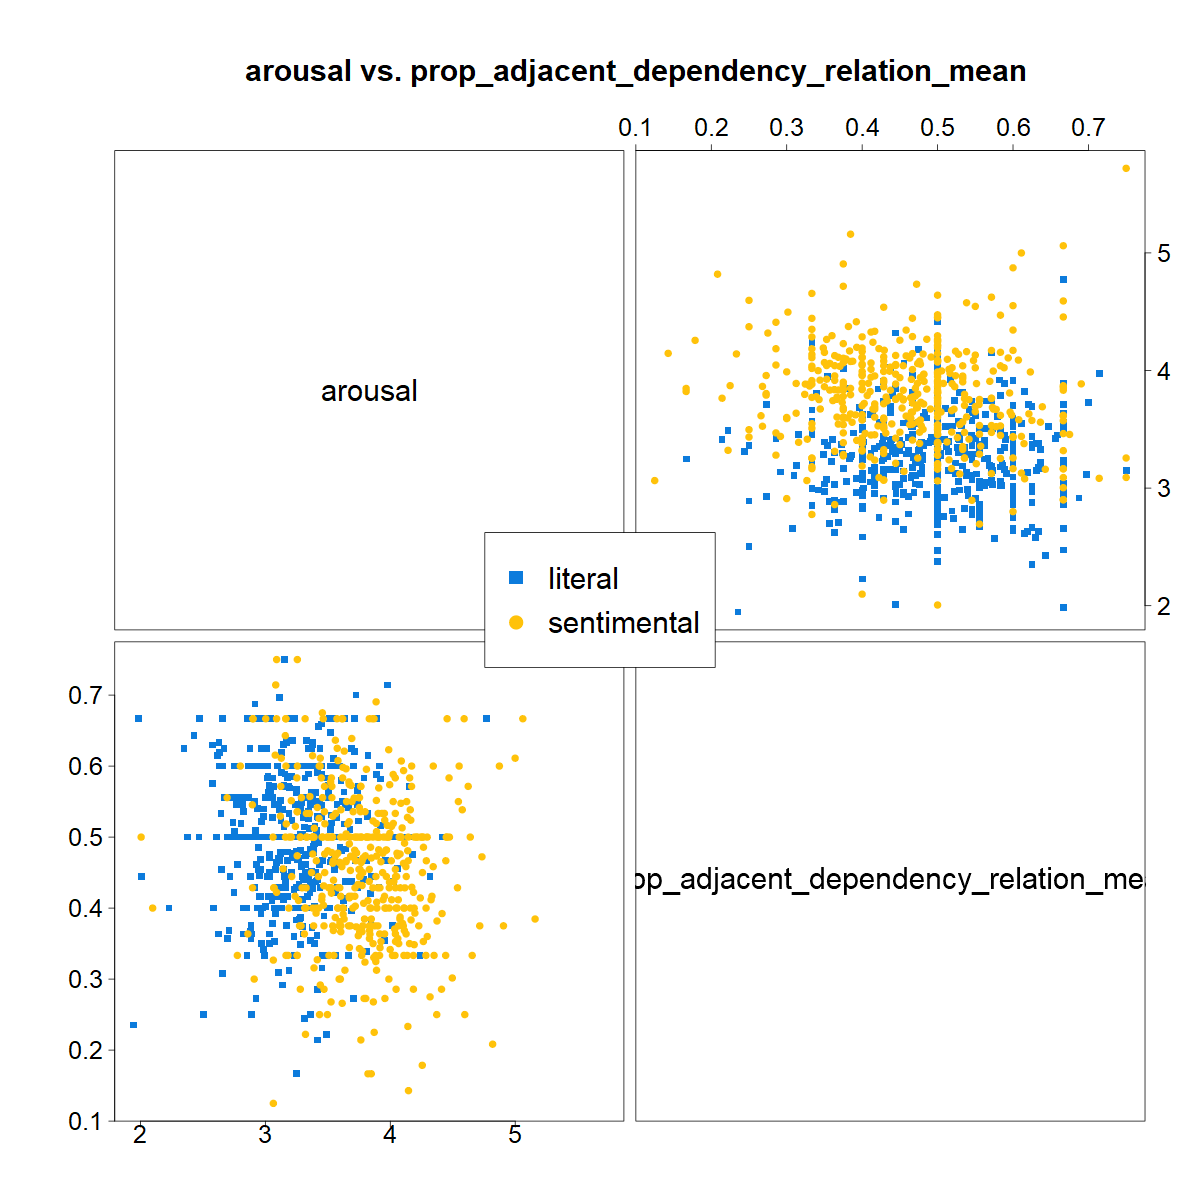 arousal vs. prop_adjacent_dependency_relation_mean
0.1 0.2 0.3 0.4 0.5 0.6 0.7
arousal
5
4
3
2
literal
sentimental
0.7
0.6
0.5
0.4
0.3
0.2
0.1
op_adjacent_dependency_relation_me
2 3 4 5